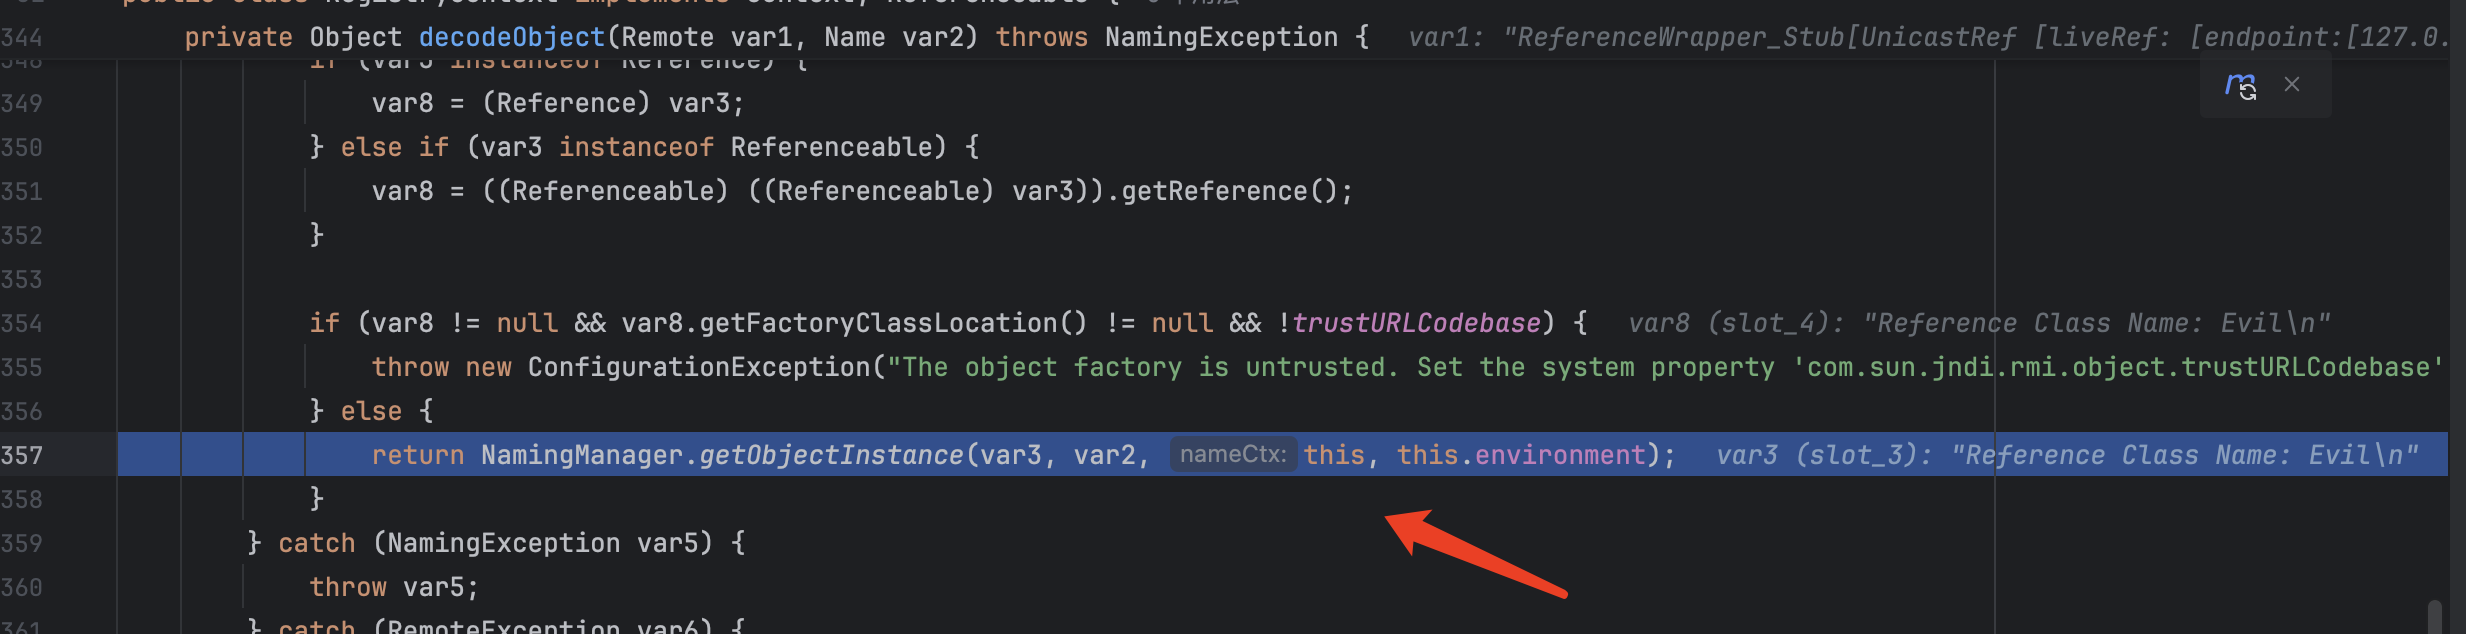 344 private Object decodeObject(Remote var1, Name var2) throws NamingException { var1: "ReferenceWrapper_Stub[UnicastRef [liveRef: [endpoint:[127.0.
348 if (var3 instanceof Reference) {
349 var8 = (Reference) var3;
350 } else if (var3 instanceof Referenceable) {
351 var8 = ((Referenceable) ((Referenceable) var3)).getReference();
352 }
353
354 if (var8 != null && var8.getFactoryClassLocation() != null && !trustURLCodebase) { var8 (slot_4): "Reference Class Name: Evil\n"
355 throw new ConfigurationException("The object factory is untrusted. Set the system property 'com.sun.jndi.rmi.object.trustURLCodebase'
356 } else {
357 return NamingManager.getObjectInstance(var3, var2, nameCtx: this, this.environment); var3 (slot_3): "Reference Class Name: Evil\n"
358 }
359 } catch (NamingException var5) {
360 throw var5;
361 } catch (RemoteException var6) {